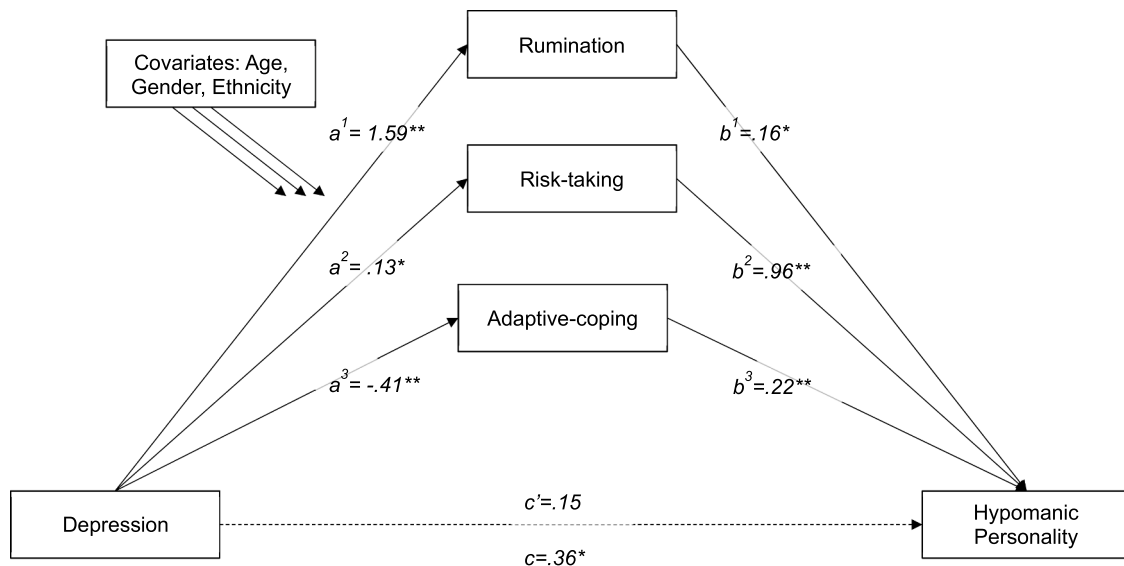 Rumination
Covariates: Age,
Gender, Ethnicity
a1= 1.59**
b1=.16*
Risk-taking
a2= .13*
b2=.96**
Adaptive-coping
a3= -.41**
b3=.22**
Depression
c’=.15
c=.36*
Hypomanic
Personality